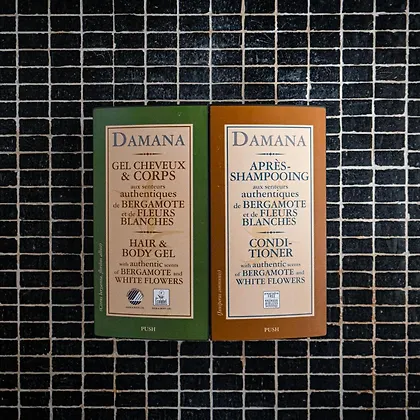 DAMANA
GEL CHEVEUX
& CORPS
aux senteurs
authentiques
de BERGAMOTE
et de FLEURS
BLANCHES
HAIR &
BODY GEL
with authentic scents
of BERGAMOTE and
WHITE FLOWERS
PUSH
DAMANA
APRÈS-
SHAMPOOING
aux senteurs
authentiques
de BERGAMOTE
et de FLEURS
BLANCHES
CONDI-
TIONER
with authentic scents
of BERGAMOTE and
WHITE FLOWERS
PUSH